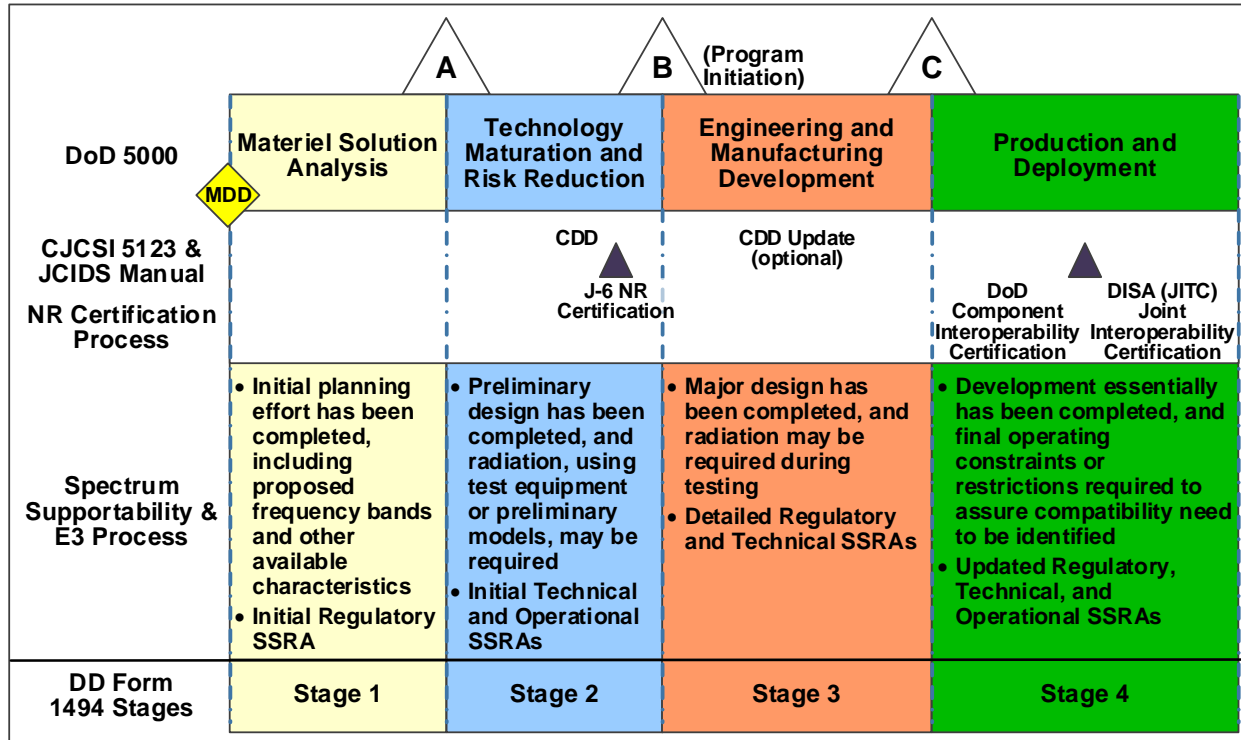 A
B
(Program
Initiation)
C
DoD 5000
MDD
Materiel Solution
Analysis
Technology
Maturation and
Risk Reduction
Engineering and
Manufacturing
Development
Production and
Deployment
CJCSI 5123 &
JCIDS Manual
NR Certification
Process
CDD
J-6 NR
Certification
CDD Update
(optional)
DoD
Component
Interoperability
Certification
DISA (JITC)
Joint
Interoperability
Certification
Spectrum
Supportability &
E3 Process
• Initial planning
effort has been
completed,
including
proposed
frequency bands
and other
available
characteristics
• Initial Regulatory
SSRA
• Preliminary
design has been
completed, and
radiation, using
test equipment
or preliminary
models, may be
required
• Initial Technical
and Operational
SSRAs
• Major design has
been completed, and
radiation may be
required during
testing
• Detailed Regulatory
and Technical SSRAs
• Development essentially
has been completed, and
final operating
constraints or
restrictions required to
assure compatibility need
to be identified
• Updated Regulatory,
Technical, and
Operational SSRAs
DD Form
1494 Stages
Stage 1
Stage 2
Stage 3
Stage 4